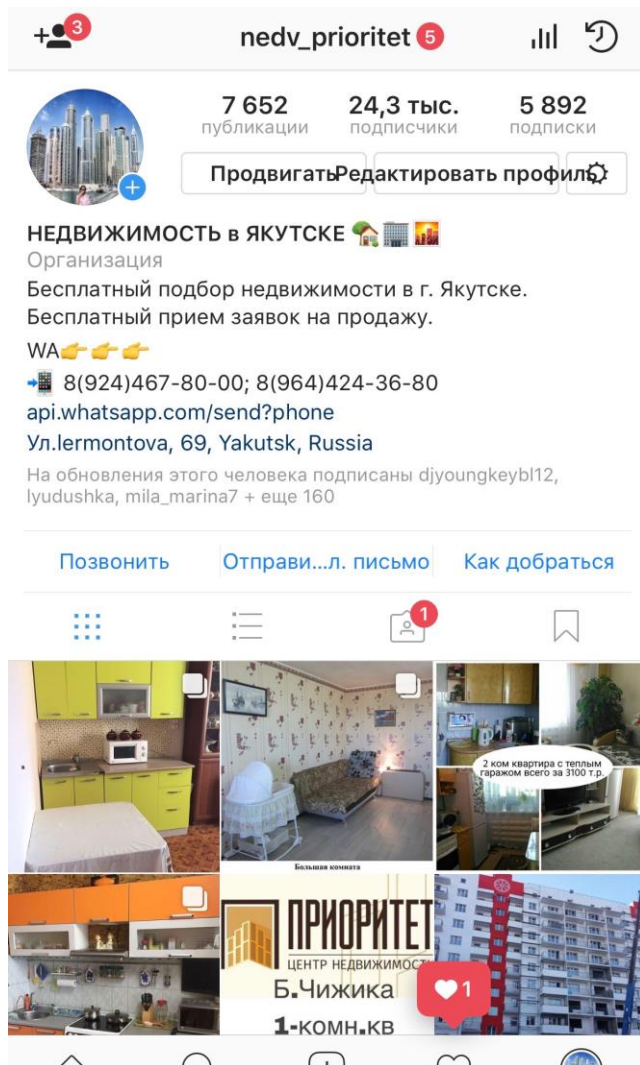 3
nedv_prioritet 5
7 652 24,3 тыс. 5 892
публикации подписчики подписки
Продвигать Редактировать профиль
НЕДВИЖИМОСТЬ в ЯКУТСКЕ
Организация
Бесплатный подбор недвижимости в г. Якутске.
Бесплатный прием заявок на продажу.
WA
8(924)467-80-00; 8(964)424-36-80
api.whatsapp.com/send?phone
Ул.lermontova, 69, Yakutsk, Russia
На обновления этого человека подписаны djyoungkeybl12,
lyudushka, mila_marina7 + еще 160
Позвонить Отправи...л. письмо Как добраться
1
2 ком квартира с теплым
гаражом всего за 3100 т.р.
Большая комната
ПРИОРИТЕТ
ЦЕНТР НЕДВИЖИМОСТИ
Б.Чижика
1-комн.кв
1